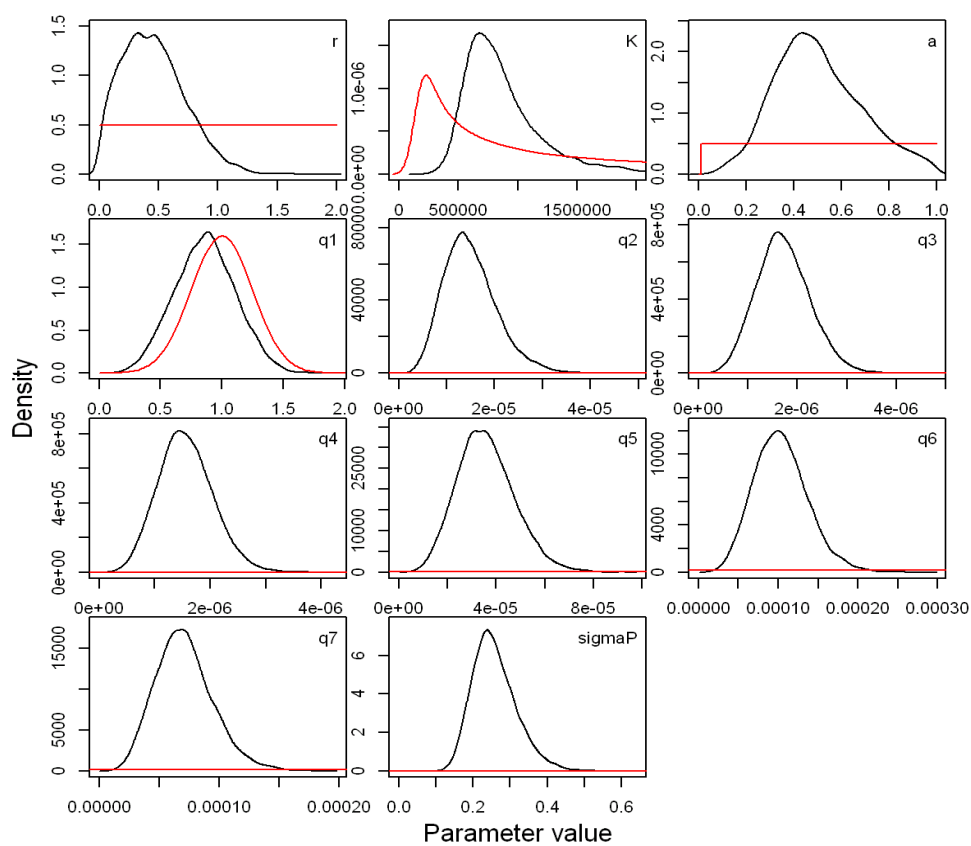 r
1.5
1.0
0.5
0.0
0.0 0.5 1.0 1.5 2.0
K
1.0e-06
0.0e+00
0 500000 1500000
a
2.0
1.0
0.0
0.0 0.2 0.4 0.6 0.8 1.0
q1
1.5
1.0
0.5
0.0
0.0 0.5 1.0 1.5 2.0
q2
40000
0
0e+00 2e-05 4e-05
q3
8e+05
4e+05
0e+00
0e+00 2e-06 4e-06
Density
q4
8e+05
4e+05
0e+00
0e+00 2e-06 4e-06
q5
25000
10000
0
0e+00 4e-05 8e-05
q6
10000
4000
0
0.00000 0.00010 0.00020 0.00030
q7
15000
5000
0
0.00000 0.00010 0.00020
sigmaP
6
4
2
0
0.0 0.2 0.4 0.6
Parameter value